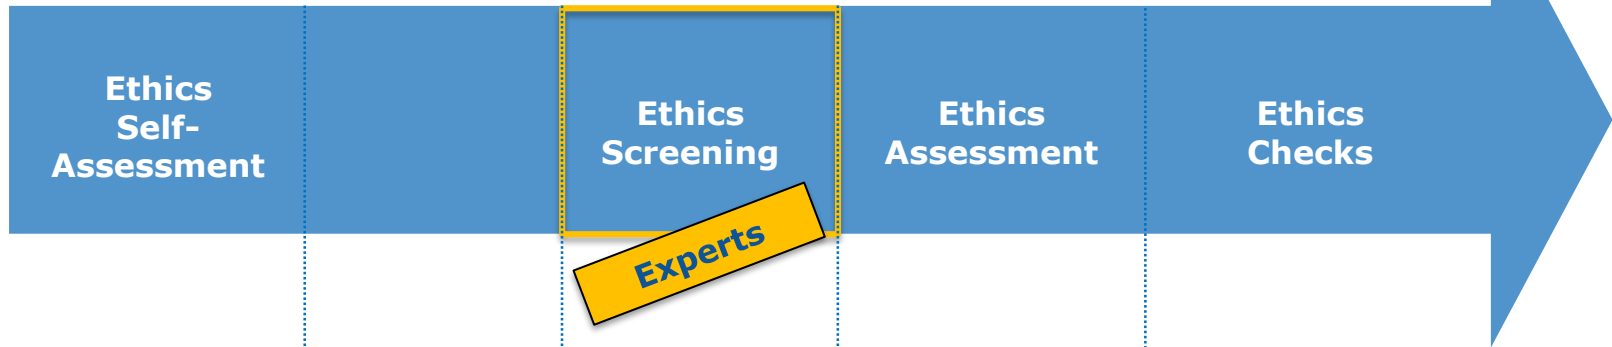 Ethics
Self-
Assessment
Ethics
Screening
Ethics
Assessment
Ethics
Checks
Experts